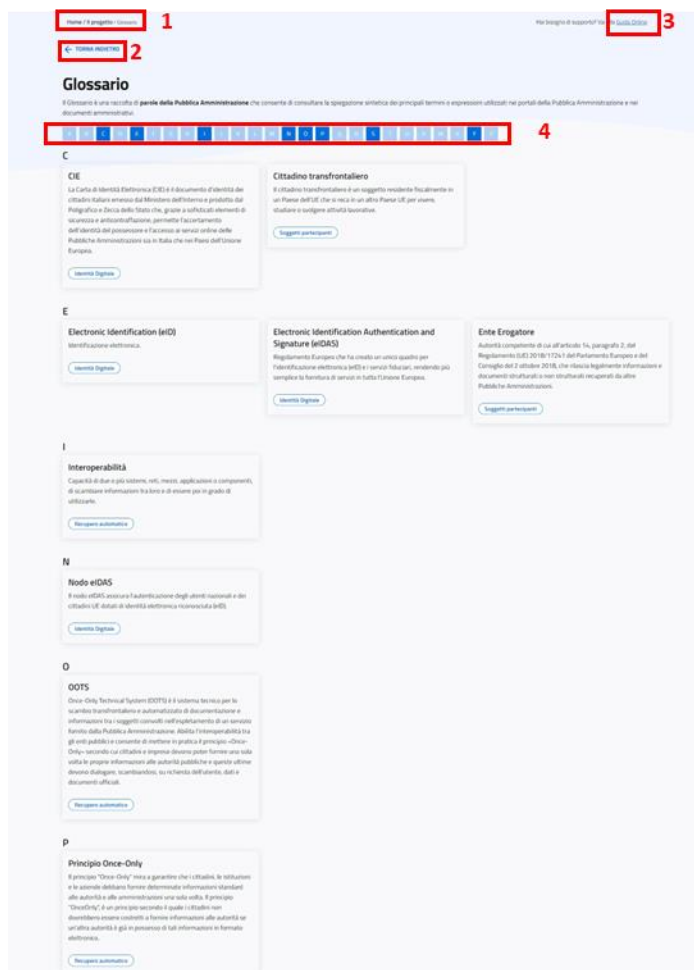 Home / Il progetto / Glossario
1
Hai bisogno di supporto? Vai alla Guida Online
3
← TORNA INDIETRO
2
Glossario
Il Glossario è una raccolta di parole della Pubblica Amministrazione che consente di consultare la spiegazione sintetica dei principali termini o espressioni utilizzati nei portali della Pubblica Amministrazione e nei
documenti amministrativi.
A B C D E F G H I J K L M N O P Q R S T U V W X Y Z
4
C
CIE
La Carta di Identità Elettronica (CIE) è il documento d'identità dei
cittadini italiani emesso dal Ministero dell'Interno e prodotto dal
Poligrafico e Zecca dello Stato che, grazie a sofisticati elementi di
sicurezza e anticontraffazione, permette l'accertamento
dell'identità del possessore e l'accesso ai servizi online delle
Pubbliche Amministrazioni sia in Italia che nei Paesi dell'Unione
Europea.
Identità Digitale
Cittadino transfrontaliero
Il cittadino transfrontaliero è un soggetto residente fiscalmente in
un Paese dell'UE che si reca in un altro Paese UE per vivere,
studiare o svolgere attività lavorative.
Soggetti partecipanti
E
Electronic Identification (eID)
Identificazione elettronica.
Identità Digitale
Electronic Identification Authentication and
Signature (eIDAS)
Regolamento Europeo che ha creato un unico quadro per
l'identificazione elettronica (eID) e i servizi fiduciari, rendendo più
semplice la fornitura di servizi in tutta l'Unione Europea.
Identità Digitale
Ente Erogatore
Autorità competente di cui all'articolo 14, paragrafo 2, del
Regolamento (UE) 2018/17241 del Parlamento Europeo e del
Consiglio del 2 ottobre 2018, che rilascia legalmente informazioni e
documenti strutturati o non strutturati recuperati da altre
Pubbliche Amministrazioni.
Soggetti partecipanti
I
Interoperabilità
Capacità di due o più sistemi, reti, mezzi, applicazioni o componenti,
di scambiare informazioni tra loro e di essere poi in grado di
utilizzarle.
Recupero automatico
N
Nodo eIDAS
Il nodo eIDAS assicura l'autenticazione degli utenti nazionali e dei
cittadini UE dotati di identità elettronica riconosciuta (eID).
Identità Digitale
O
OOTS
Once-Only Technical System (OOTS) è il sistema tecnico per lo
scambio transfrontaliero e automatizzato di documentazione e
informazioni tra i soggetti coinvolti nell'espletamento di un servizio
fornito dalla Pubblica Amministrazione. Abilita l'interoperabilità tra
gli enti pubblici e consente di mettere in pratica il principio «Once-
Only» secondo cui cittadini e imprese devono poter fornire una sola
volta le proprie informazioni alle autorità pubbliche e queste ultime
devono dialogare, scambiandosi, su richiesta dell'utente, dati e
documenti ufficiali.
Recupero automatico
P
Principio Once-Only
Il principio "Once-Only" mira a garantire che i cittadini, le istituzioni
e le aziende debbano fornire determinate informazioni standard
alle autorità e alle amministrazioni una sola volta. Il principio
"OnceOnly", è un principio secondo il quale i cittadini non
dovrebbero essere costretti a fornire informazioni alle autorità se
un'altra autorità è già in possesso di tali informazioni in formato
elettronico.
Recupero automatico